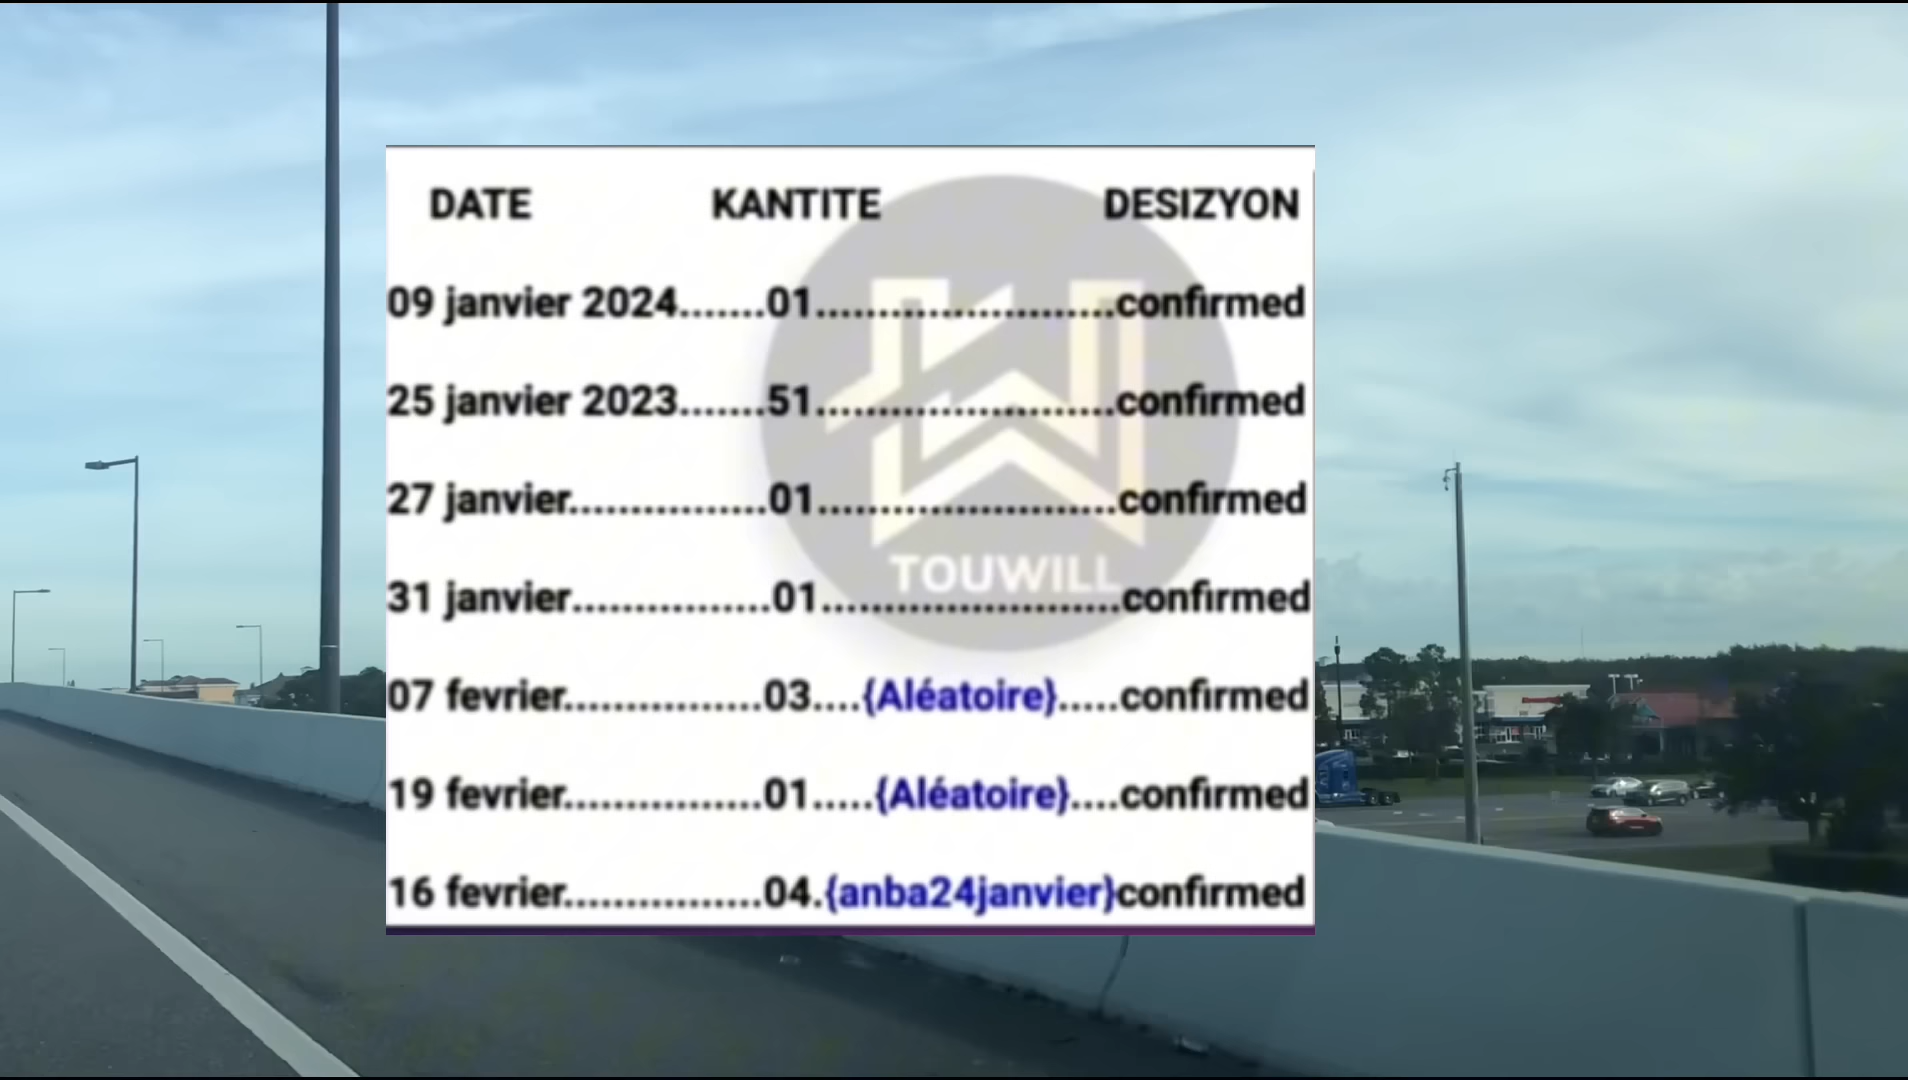 DATE KANTITE DESIZYON
09 janvier 2024.......01........................confirmed
25 janvier 2023.......51........................confirmed
27 janvier................01........................confirmed
TOUWILL
31 janvier................01........................confirmed
07 fevrier................03....{Aléatoire}.....confirmed
19 fevrier................01.....{Aléatoire}....confirmed
16 fevrier................04.{anba24janvier}confirmed